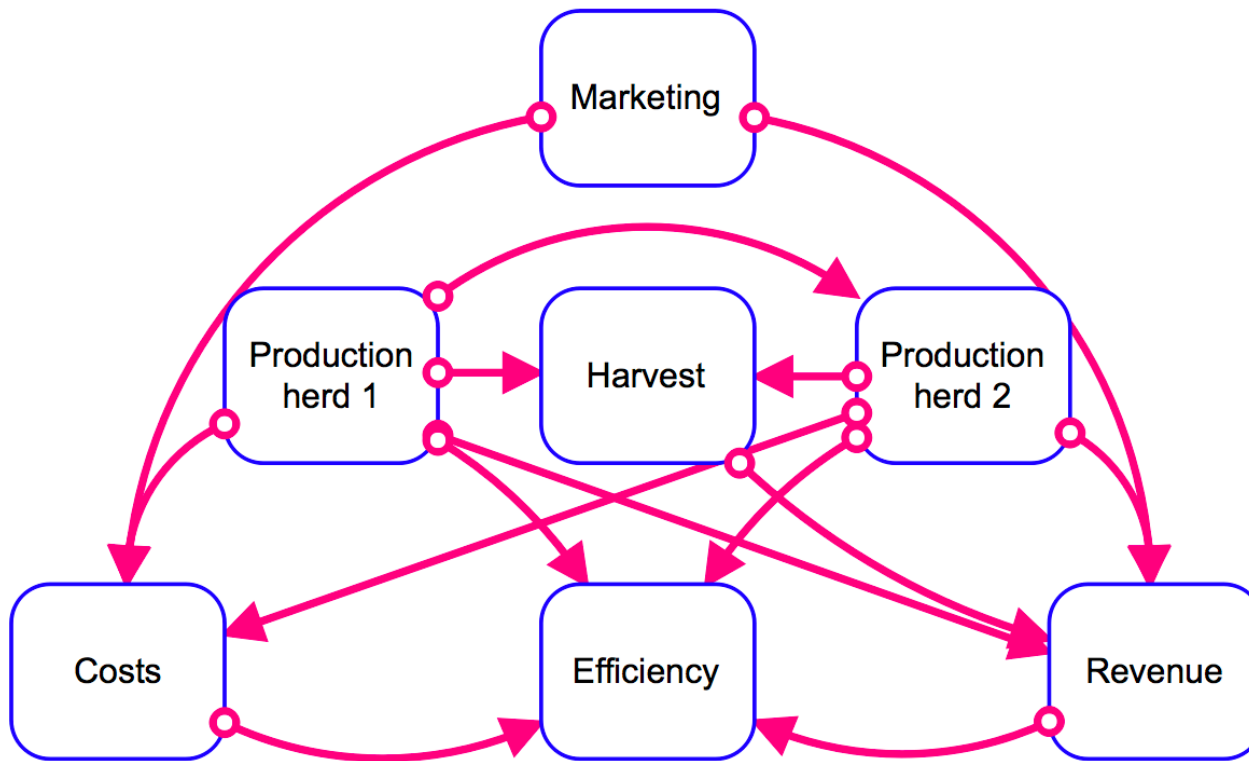 Marketing
Production
herd 1
Harvest
Production
herd 2
Costs
Efficiency
Revenue